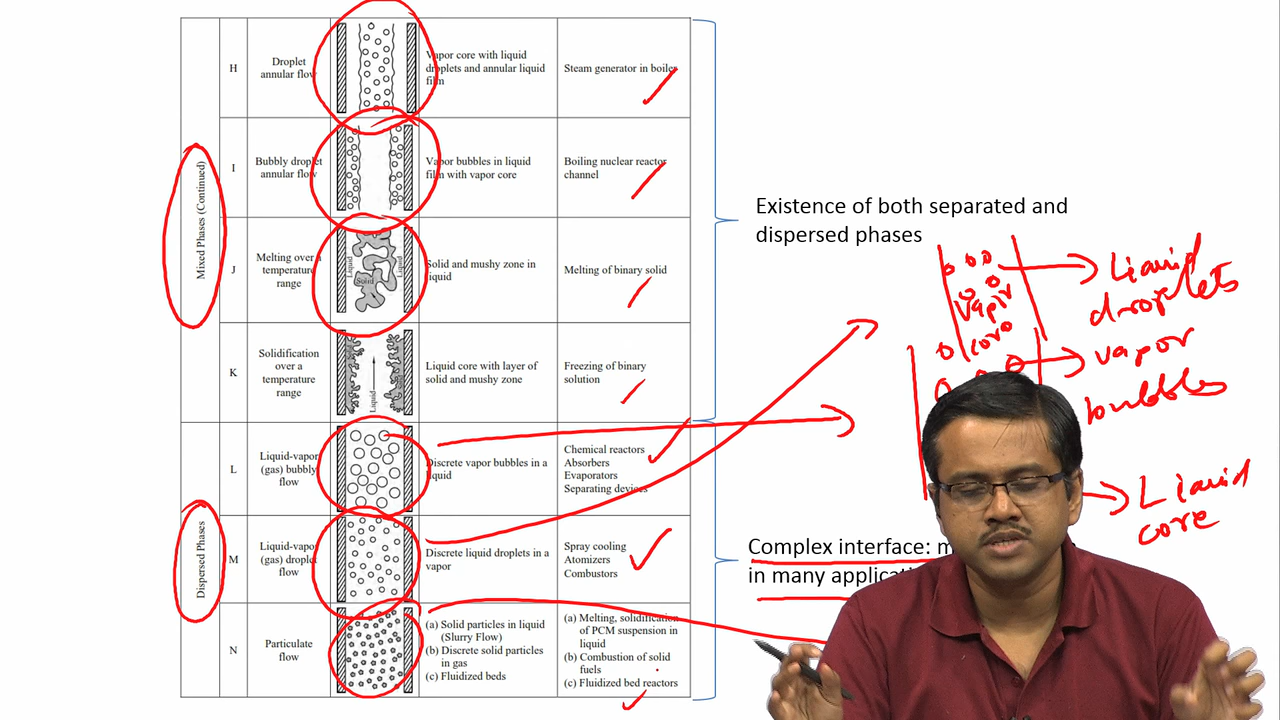 H
Droplet
annular flow
Vapor core with liquid
droplets and annular liquid
film
Steam generator in boiler
Mixed Phases (Continued)
I
Bubbly droplet
annular flow
Vapor bubbles in liquid
film with vapor core
Boiling nuclear reactor
channel
J
Melting over a
temperature
range
Liquid
Solid
Liquid
Solid and mushy zone in
liquid
Melting of binary solid
K
Solidification
over a
temperature
range
Liquid
Liquid core with layer of
solid and mushy zone
Freezing of binary
solution
L
Liquid-vapor
(gas) bubbly
flow
Discrete vapor bubbles in a
liquid
Chemical reactors
Absorbers
Evaporators
Separating devices
Dispersed Phases
M
Liquid-vapor
(gas) droplet
flow
Discrete liquid droplets in a
vapor
Spray cooling
Atomizers
Combustors
N
Particulate
flow
(a) Solid particles in liquid
(Slurry Flow)
(b) Discrete solid particles
in gas
(c) Fluidized beds
(a) Melting, solidification
of PCM suspension in
liquid
(b) Combustion of solid
fuels
(c) Fluidized bed reactors
Existence of both separated and
dispersed phases
Liquid
droplets
vapor
core
vapor
bubbles
Liquid
core
Complex interface:
in many